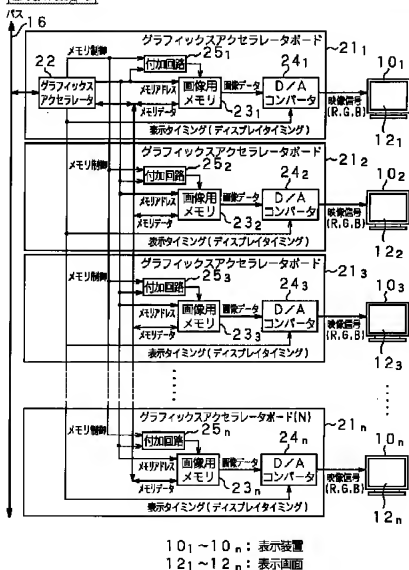 バス
16
グラフィックスアクセラレータボード
21₁
メモリ制御
25₁
付加回路
22
グラフィックス
アクセラレータ
メモリアドレス
メモリデータ
画像用
メモリ
23₁
画像データ
24₁
D/A
コンバータ
映像信号
(R,G,B)
10₁
12₁
表示タイミング(ディスプレイタイミング)
グラフィックスアクセラレータボード
21₂
メモリ制御
25₂
付加回路
メモリアドレス
メモリデータ
画像用
メモリ
23₂
画像データ
24₂
D/A
コンバータ
映像信号
(R,G,B)
10₂
12₂
表示タイミング(ディスプレイタイミング)
グラフィックスアクセラレータボード
21₃
メモリ制御
25₃
付加回路
メモリアドレス
メモリデータ
画像用
メモリ
23₃
画像データ
24₃
D/A
コンバータ
映像信号
(R,G,B)
10₃
12₃
表示タイミング(ディスプレイタイミング)
グラフィックスアクセラレータボード(N)
21ₙ
メモリ制御
25ₙ
付加回路
メモリアドレス
メモリデータ
画像用
メモリ
23ₙ
画像データ
24ₙ
D/A
コンバータ
映像信号
(R,G,B)
10ₙ
12ₙ
表示タイミング(ディスプレイタイミング)
10₁~10ₙ：表示装置
12₁~12ₙ：表示画面